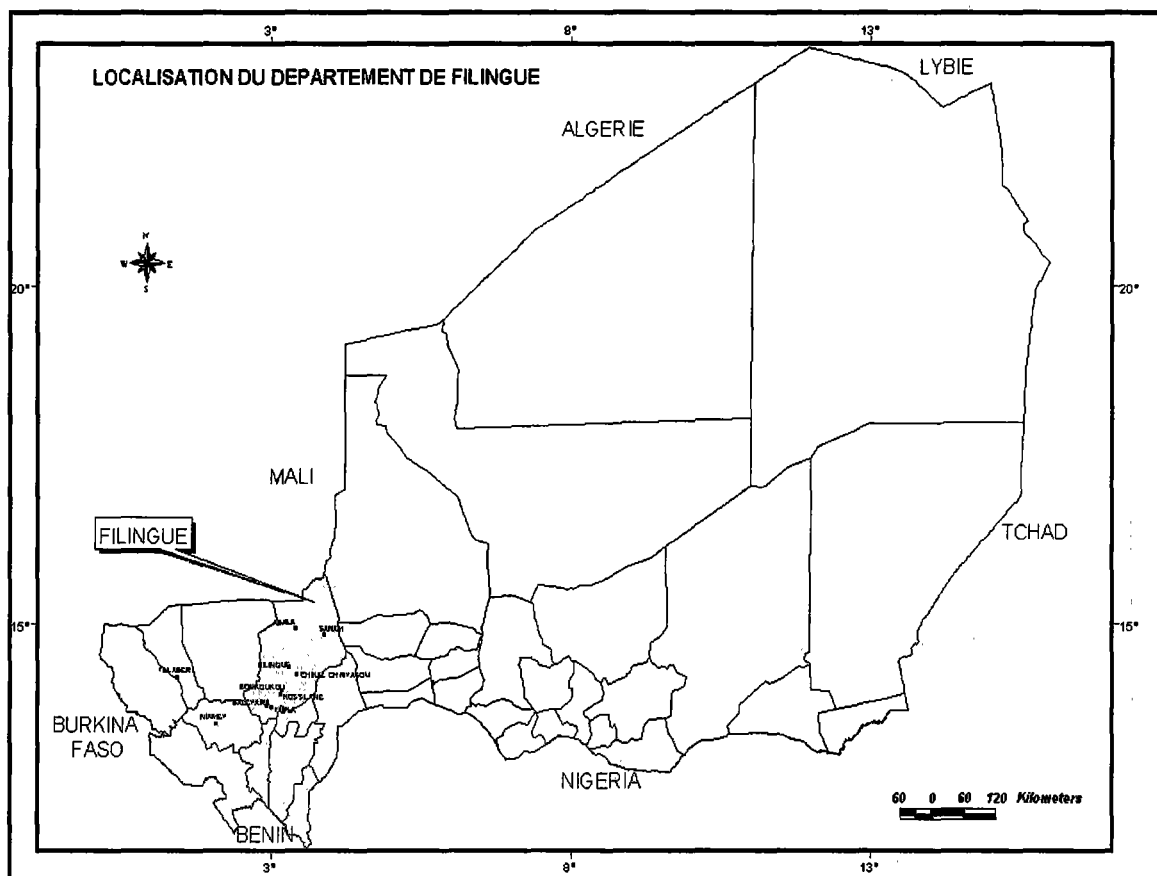 3° 8° 13°
LOCALISATION DU DEPARTEMENT DE FILINGUE
LYBIE
ALGERIE
N
W E
S
20° 20°
MALI
FILINGUE
TCHAD
15° 15°
NIAMEY
BURKINA
FASO
NIGERIA
60 0 60 120 Kilometers
BENIN
3° 8° 13°